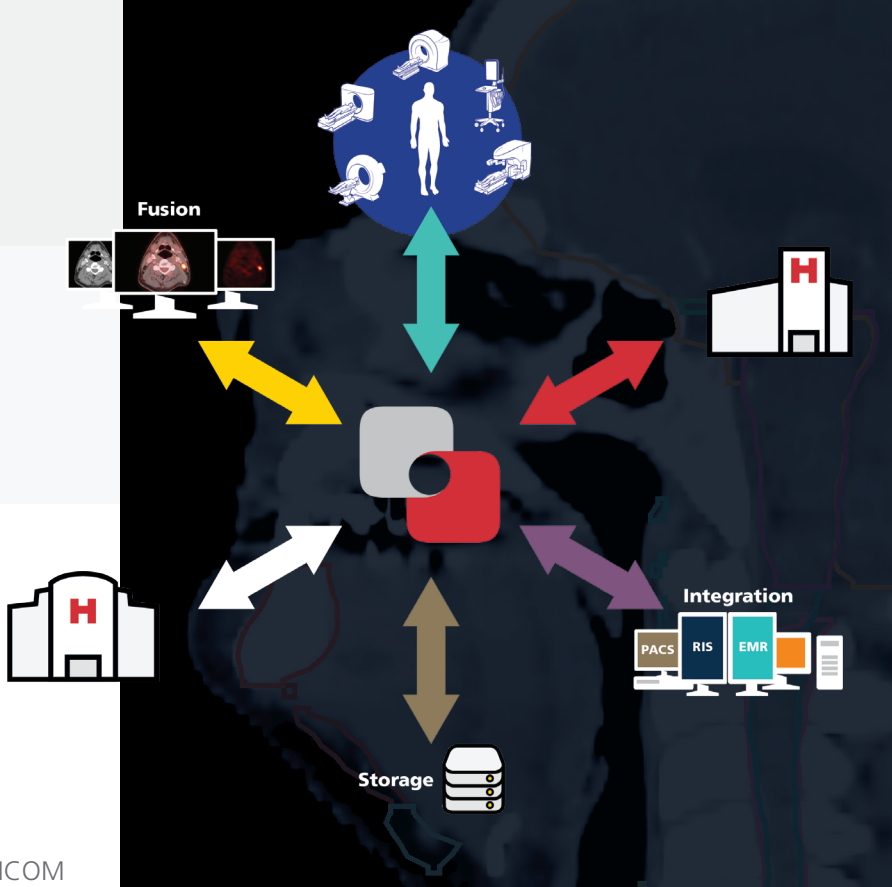 Fusion
H
Integration
PACS
RIS
EMR
H
Storage
ICOM